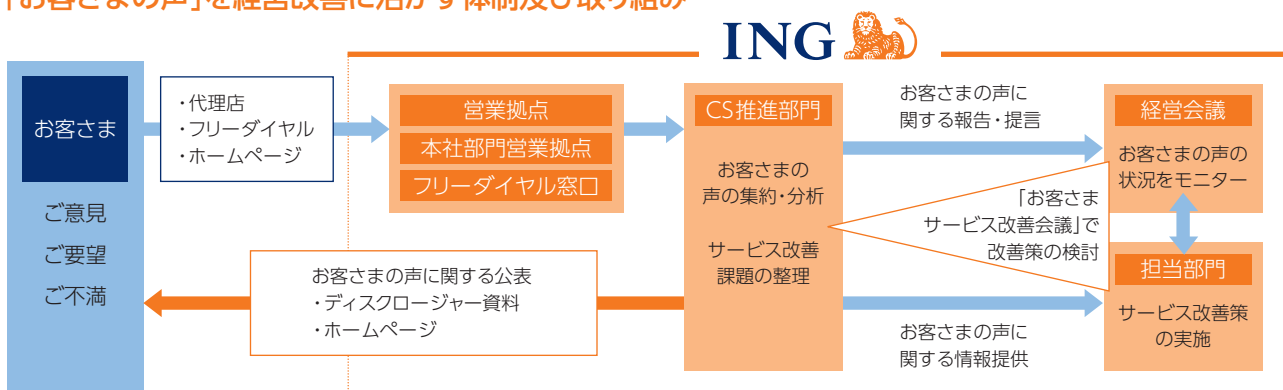 「お客さまの声」を経営改善に活かす体制及び取り組み
ING
お客さま
ご意見
ご要望
ご不満
・代理店
・フリーダイヤル
・ホームページ
営業拠点
本社部門営業拠点
フリーダイヤル窓口
CS推進部門
お客さまの
声の集約・分析
サービス改善
課題の整理
お客さまの声に
関する報告・提言
経営会議
お客さまの声の
状況をモニター
「お客さま
サービス改善会議」で
改善策の検討
担当部門
サービス改善策
の実施
お客さまの声に
関する情報提供
お客さまの声に関する公表
・ディスクロージャー資料
・ホームページ